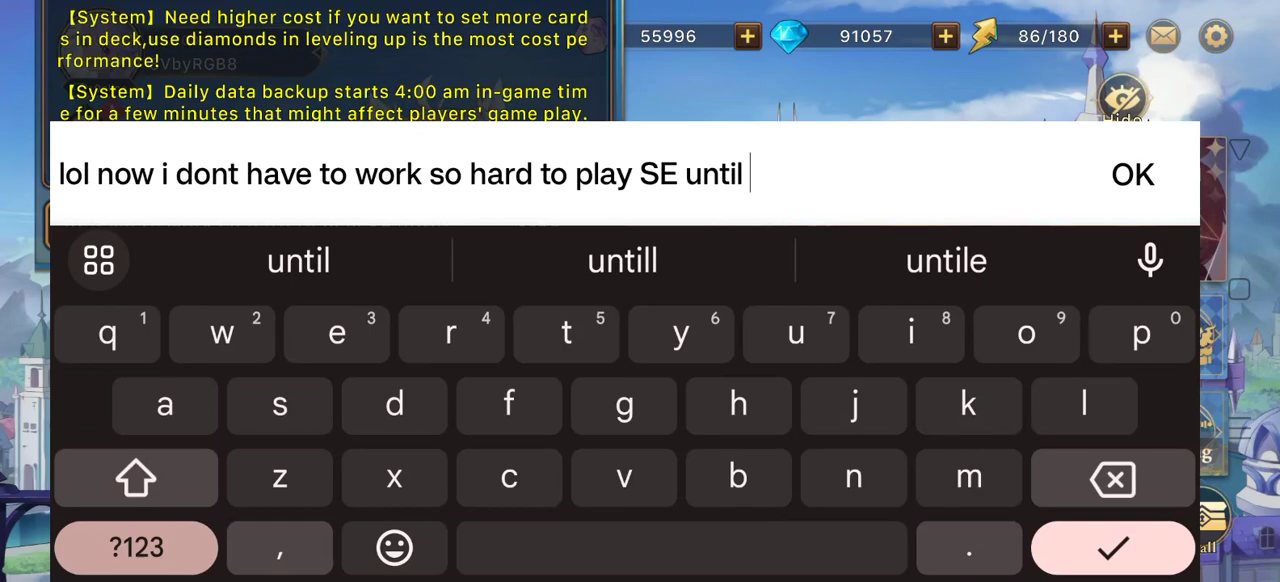 【System】Need higher cost if you want to set more card
s in deck,use diamonds in leveling up is the most cost pe
rformance!
VbyRGB8
【System】Daily data backup starts 4:00 am in-game tim
e for a few minutes that might affect players' game play.
55996
91057
86/180
Hide
lol now i dont have to work so hard to play SE until
OK
until
untill
untile
q 1 w 2 e 3 r 4 t 5 y 6 u 7 i 8 o 9 p 0
a s d f g h j k l
z x c v b n m
?123 , .